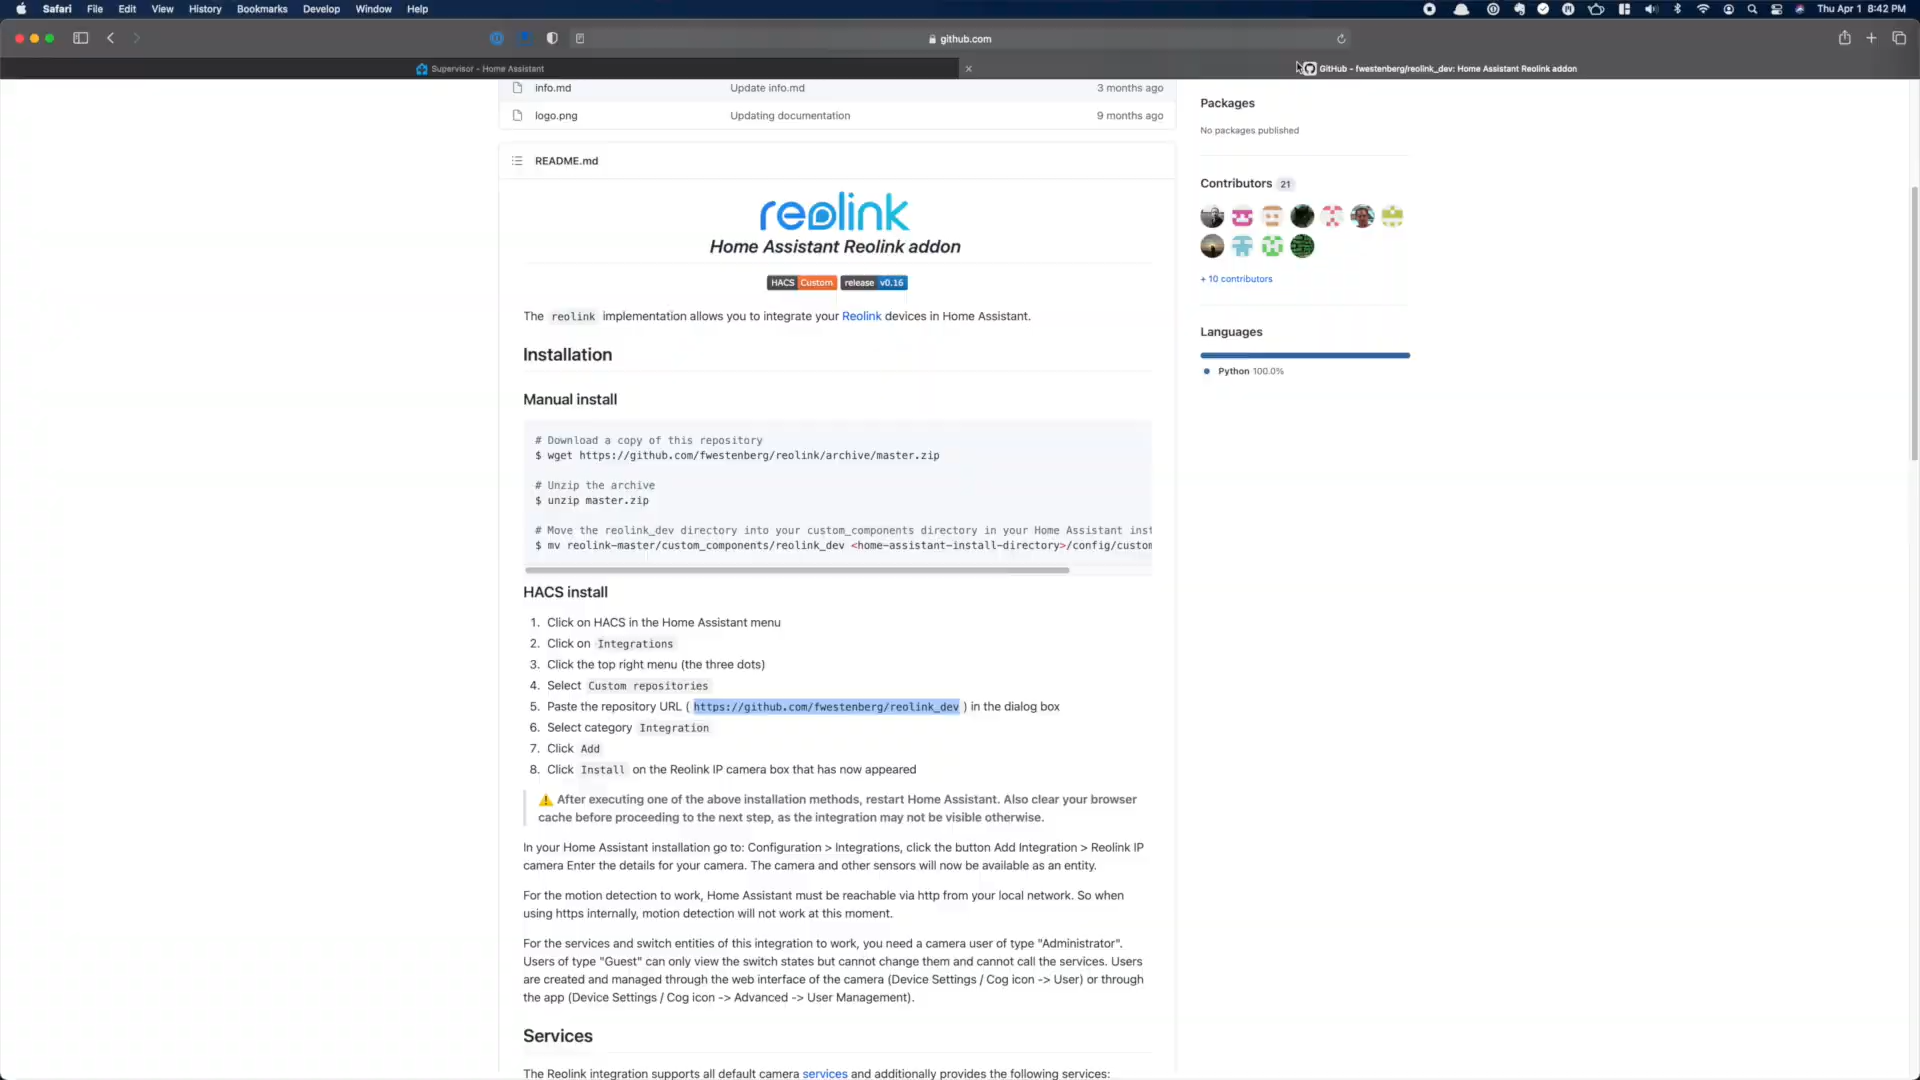 Safari File Edit View History Bookmarks Develop Window Help Thu Apr 1 8:42 PM
github.com
Supervisor - Home Assistant
GitHub - fwestenberg/reolink_dev: Home Assistant Reolink addon
info.md Update info.md 3 months ago
logo.png Updating documentation 9 months ago
README.md
reolink
Home Assistant Reolink addon
HACS Custom release v0.16
The reolink implementation allows you to integrate your Reolink devices in Home Assistant.
Installation
Manual install
# Download a copy of this repository
$ wget https://github.com/fwestenberg/reolink/archive/master.zip
# Unzip the archive
$ unzip master.zip
# Move the reolink_dev directory into your custom_components directory in your Home Assistant inst
$ mv reolink-master/custom_components/reolink_dev <home-assistant-install-directory>/config/custom
HACS install
1. Click on HACS in the Home Assistant menu
2. Click on Integrations
3. Click the top right menu (the three dots)
4. Select Custom repositories
5. Paste the repository URL ( https://github.com/fwestenberg/reolink_dev ) in the dialog box
6. Select category Integration
7. Click Add
8. Click Install on the Reolink IP camera box that has now appeared
⚠️ After executing one of the above installation methods, restart Home Assistant. Also clear your browser
cache before proceeding to the next step, as the integration may not be visible otherwise.
In your Home Assistant installation go to: Configuration > Integrations, click the button Add Integration > Reolink IP
camera Enter the details for your camera. The camera and other sensors will now be available as an entity.
For the motion detection to work, Home Assistant must be reachable via http from your local network. So when
using https internally, motion detection will not work at this moment.
For the services and switch entities of this integration to work, you need a camera user of type "Administrator".
Users of type "Guest" can only view the switch states but cannot change them and cannot call the services. Users
are created and managed through the web interface of the camera (Device Settings / Cog icon -> User) or through
the app (Device Settings / Cog icon -> Advanced -> User Management).
Services
The Reolink integration supports all default camera services and additionally provides the following services:
Packages
No packages published
Contributors 21
+ 10 contributors
Languages
Python 100.0%